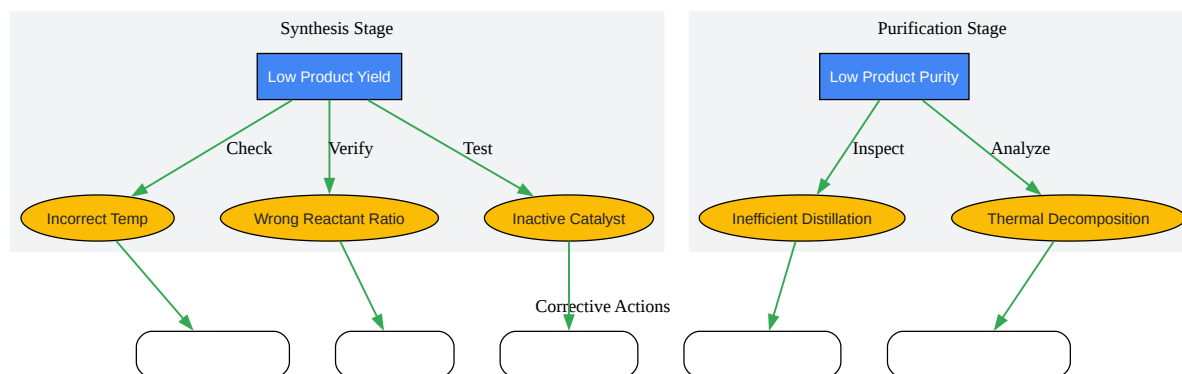 Synthesis Stage
Purification Stage
Low Product Yield
Low Product Purity
Check
Verify
Test
Inspect
Analyze
Incorrect Temp
Wrong Reactant Ratio
Inactive Catalyst
Inefficient Distillation
Thermal Decomposition
Corrective Actions